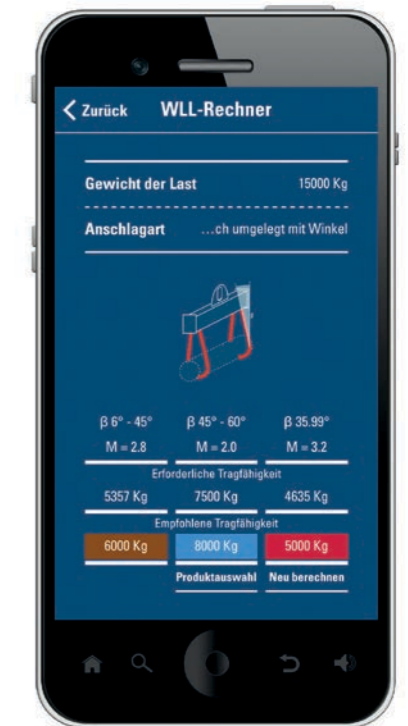 Zurück WLL-Rechner
Gewicht der Last 15000 Kg
Anschlagart ...ch umgelegt mit Winkel
β
β 6° - 45° β 45° - 60° β 35.99°
M = 2.8 M = 2.0 M = 3.2
Erforderliche Tragfähigkeit
5357 Kg 7500 Kg 4635 Kg
Empfohlene Tragfähigkeit
6000 Kg 8000 Kg 5000 Kg
Produktauswahl Neu berechnen